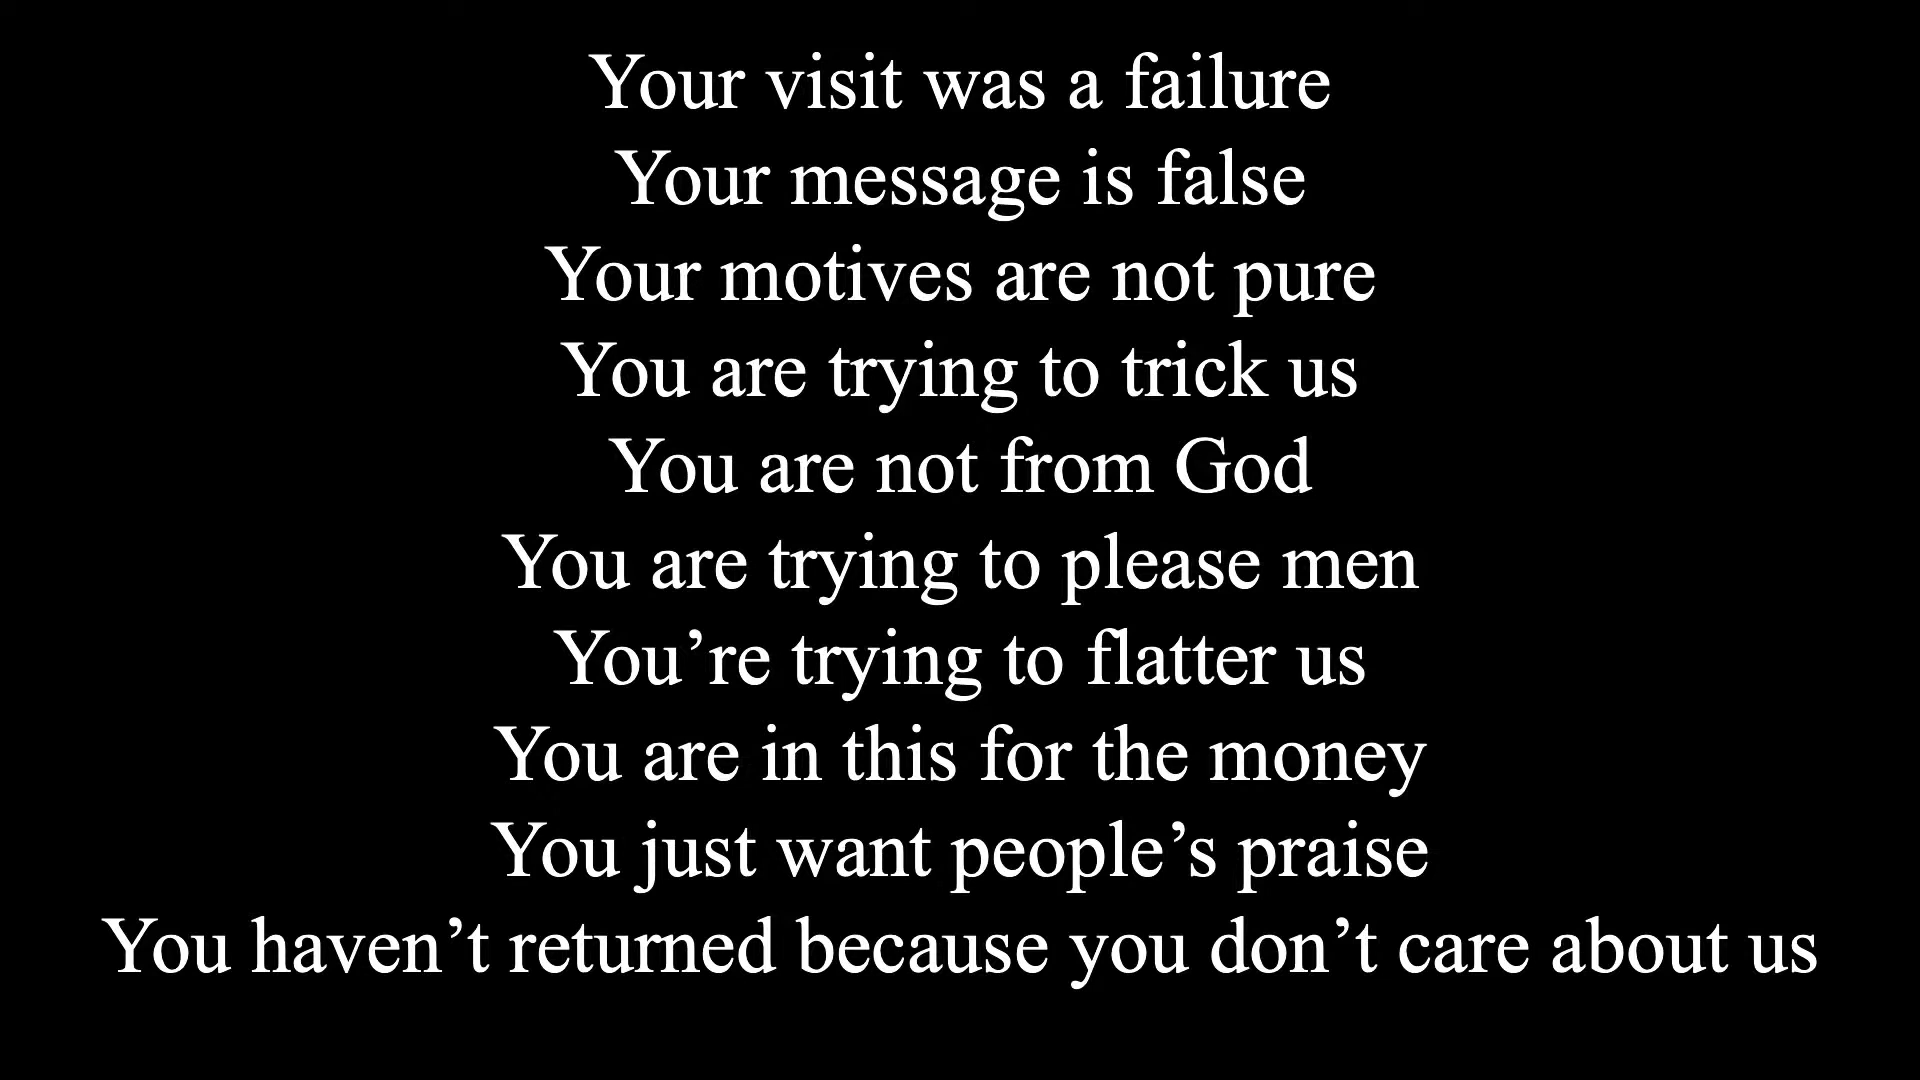 Your visit was a failure
Your message is false
Your motives are not pure
You are trying to trick us
You are not from God
You are trying to please men
You’re trying to flatter us
You are in this for the money
You just want people’s praise
You haven’t returned because you don’t care about us